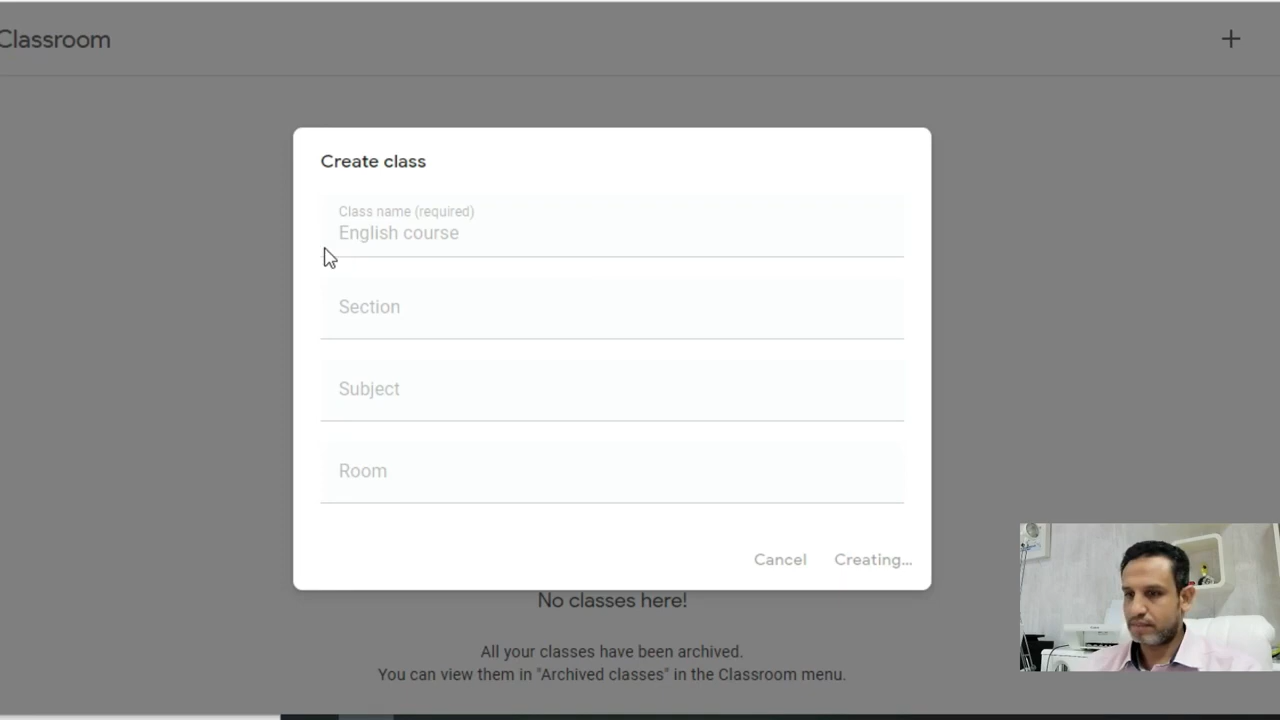 Classroom
Create class
Class name (required)
English course
Section
Subject
Room
Cancel
Creating...
No classes here!
All your classes have been archived.
You can view them in "Archived classes" in the Classroom menu.